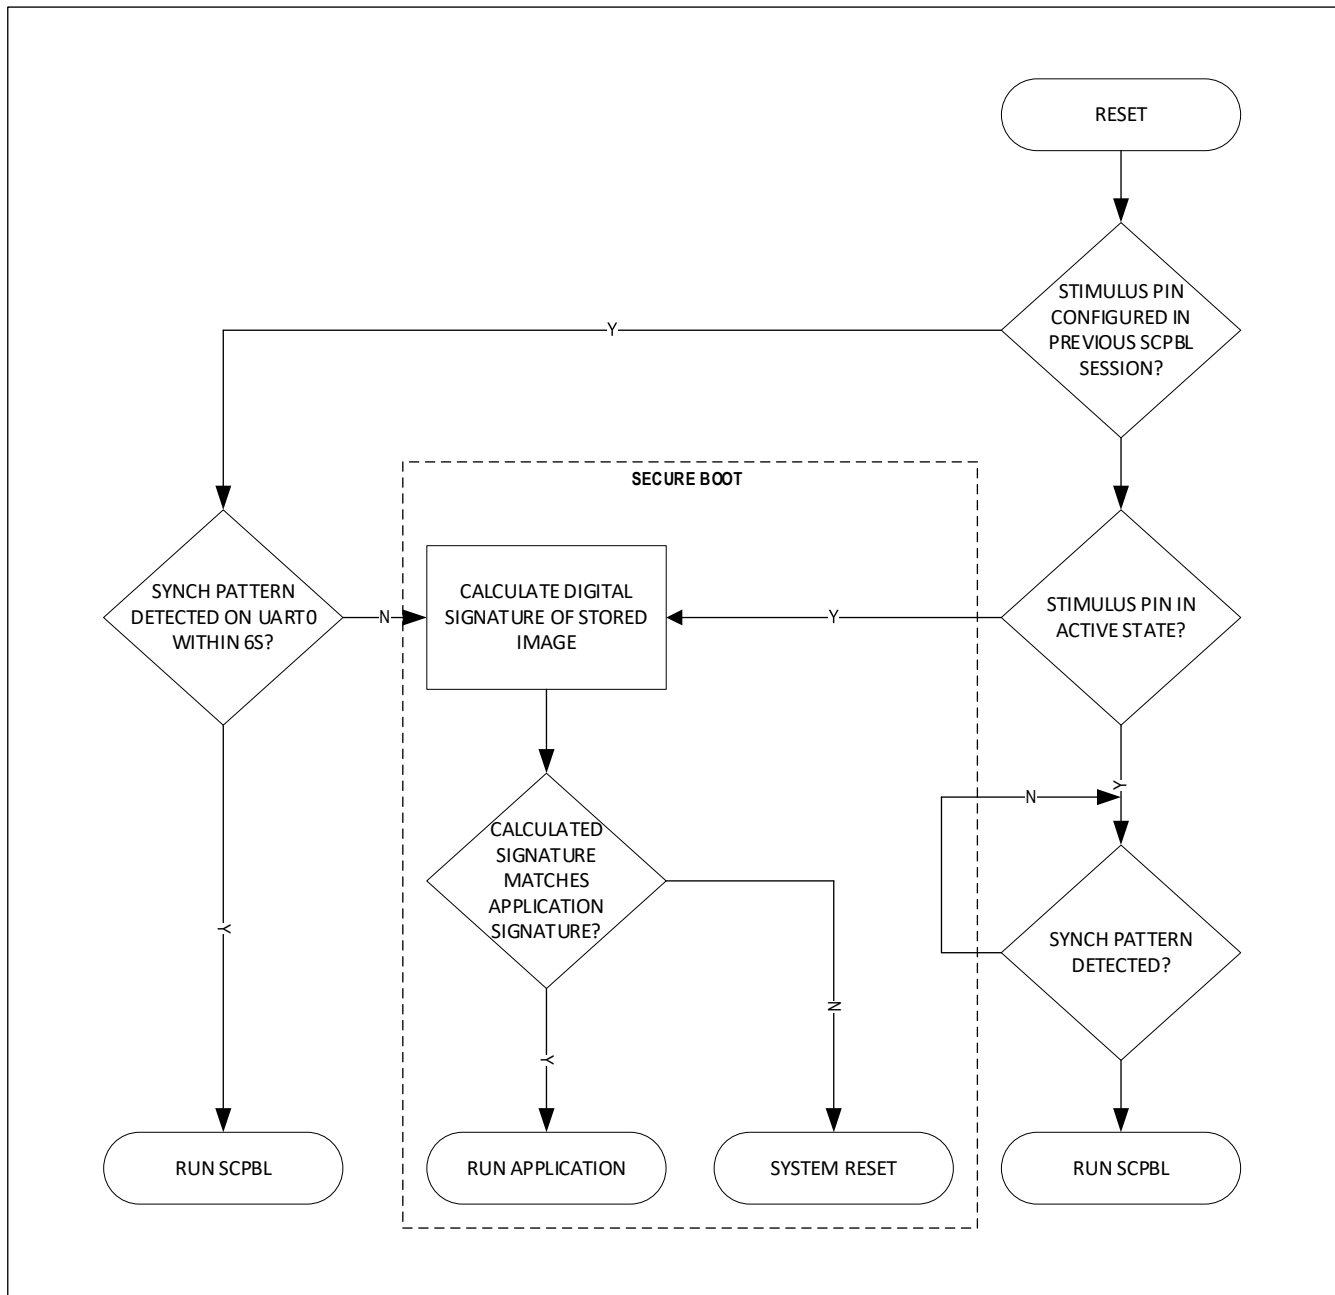 RESET
STIMULUS PIN
CONFIGURED IN
PREVIOUS SCPBL
SESSION?
Y
SECURE BOOT
SYNCH PATTERN
DETECTED ON UART0
WITHIN 6S?
N
CALCULATE DIGITAL
SIGNATURE OF STORED
IMAGE
Y
STIMULUS PIN IN
ACTIVE STATE?
Y
N
CALCULATED
SIGNATURE
MATCHES
APPLICATION
SIGNATURE?
Y
SYNCH PATTERN
DETECTED?
N
Y
RUN SCPBL
RUN APPLICATION
SYSTEM RESET
RUN SCPBL